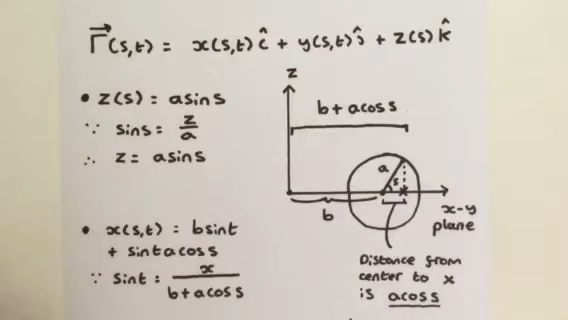 r⃗(s,t) = x(s,t)î + y(s,t)ĵ + z(s)k̂
• z(s) = asins
∵ sins = z/a
∴ z = asins
• x(s,t) = bsint
+ sintacoss
∵ sint = x/(b+acoss)
z
b+acoss
a
s
b
x-y
plane
Distance from
center to x
is acoss